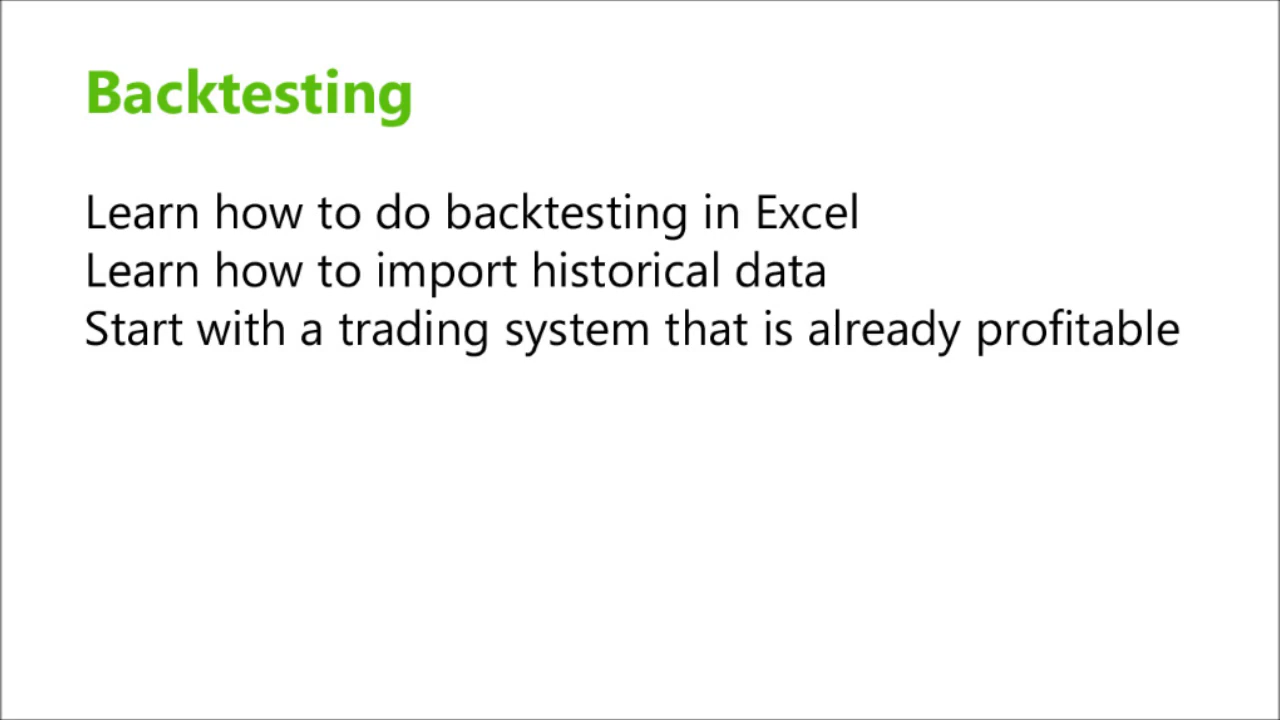 Backtesting
Learn how to do backtesting in Excel
Learn how to import historical data
Start with a trading system that is already profitable